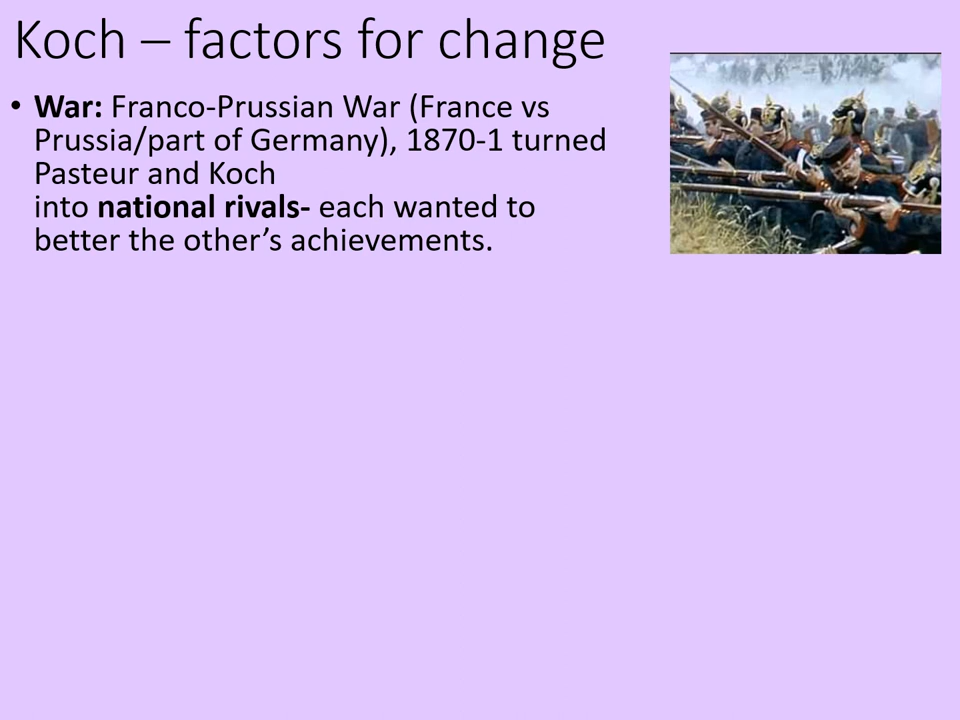 Koch – factors for change
• War: Franco-Prussian War (France vs
Prussia/part of Germany), 1870-1 turned
Pasteur and Koch
into national rivals- each wanted to
better the other’s achievements.